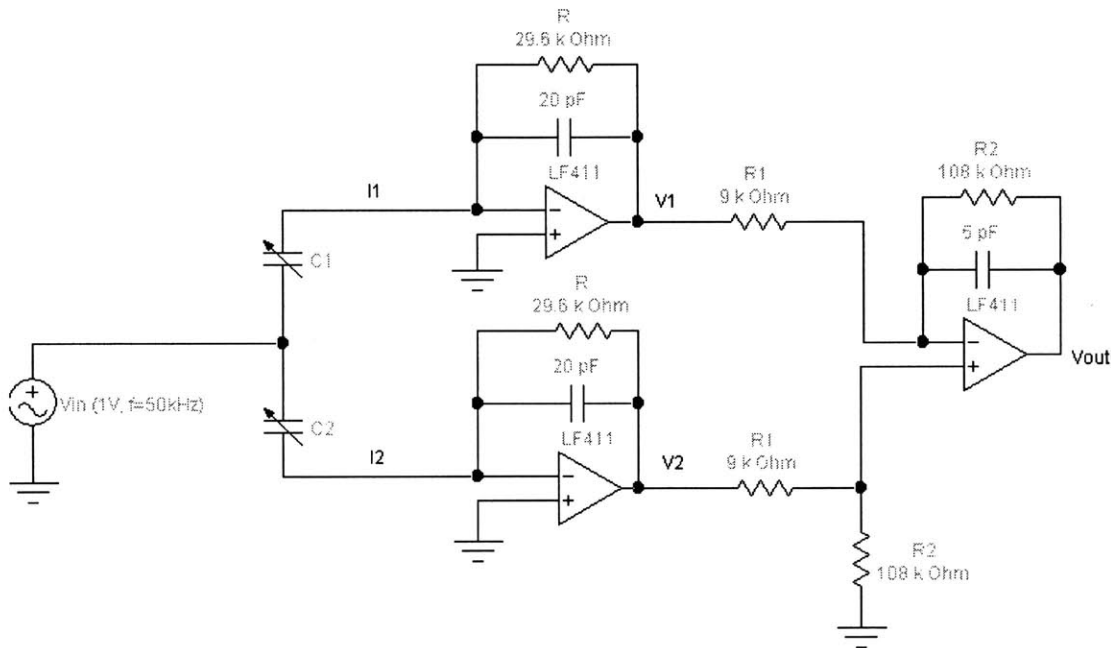 R
29.6 k Ohm
20 pF
LF411
I1
V1
R1
9 k Ohm
R2
108 k Ohm
5 pF
LF411
Vout
C1
R
29.6 k Ohm
20 pF
LF411
Vin (1V, f=50kHz)
C2
I2
V2
R1
9 k Ohm
R2
108 k Ohm